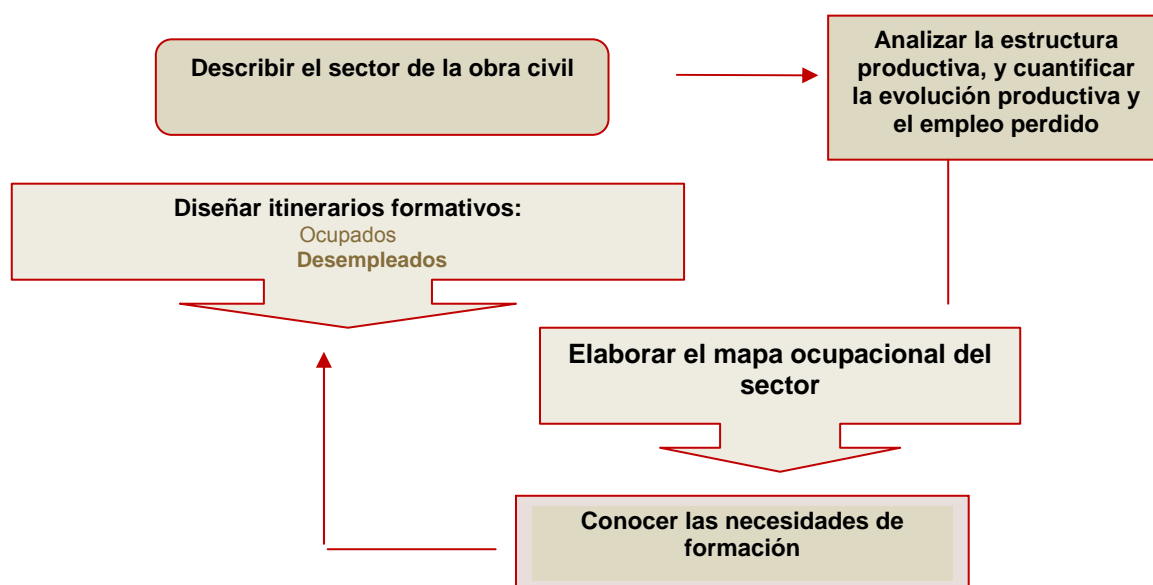 Describir el sector de la obra civil
Analizar la estructura
productiva, y cuantificar
la evolución productiva y
el empleo perdido
Diseñar itinerarios formativos:
Ocupados
Desempleados
Elaborar el mapa ocupacional del
sector
Conocer las necesidades de
formación